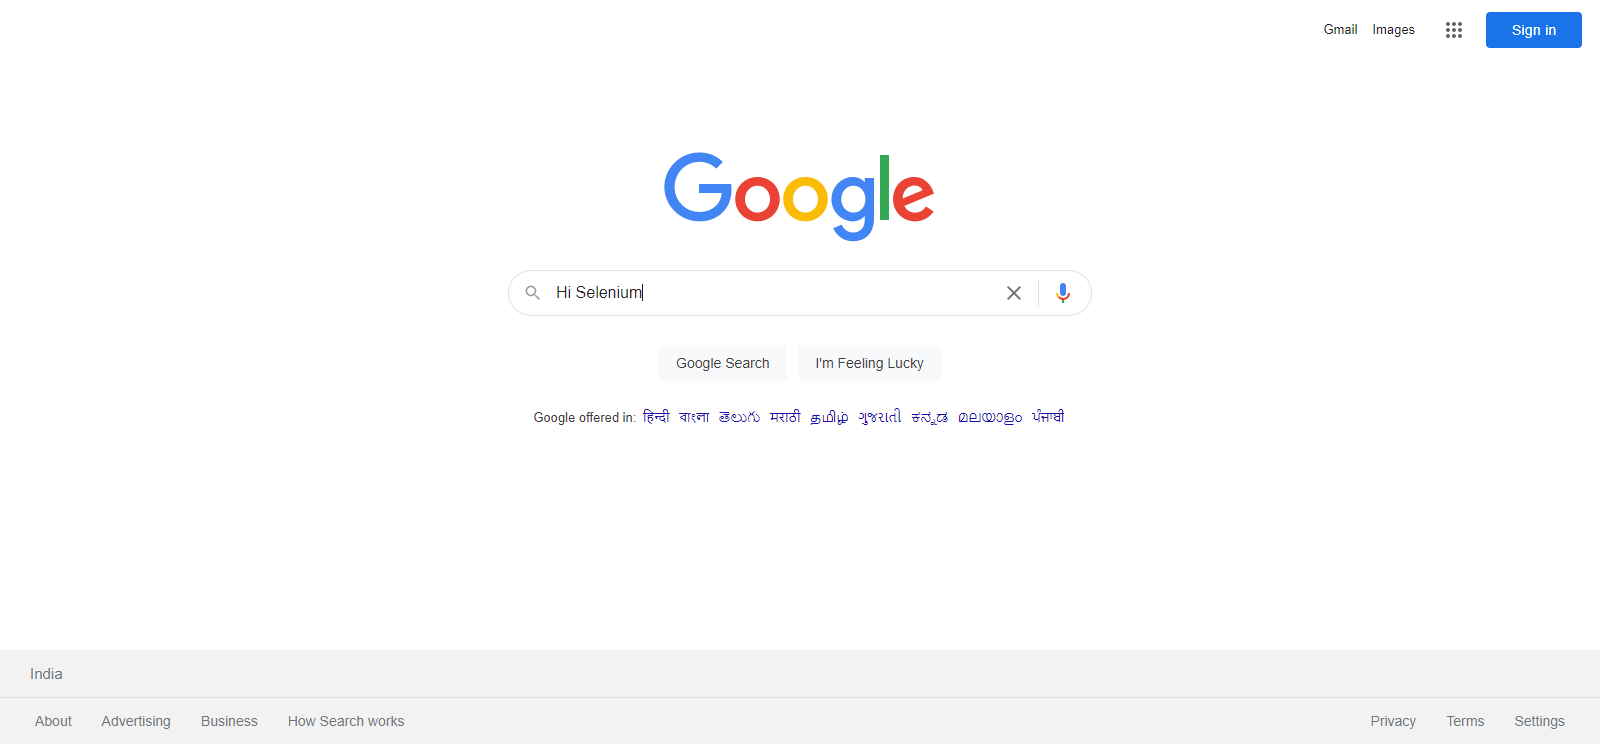 Gmail Images Sign in
Google
Hi Selenium
Google Search I'm Feeling Lucky
Google offered in: हिन्दी বাংলা తెలుగు मराठी தமிழ் ગુજરાતી ಕನ್ನಡ മലയാളം ਪੰਜਾਬੀ
India
About Advertising Business How Search works Privacy Terms Settings